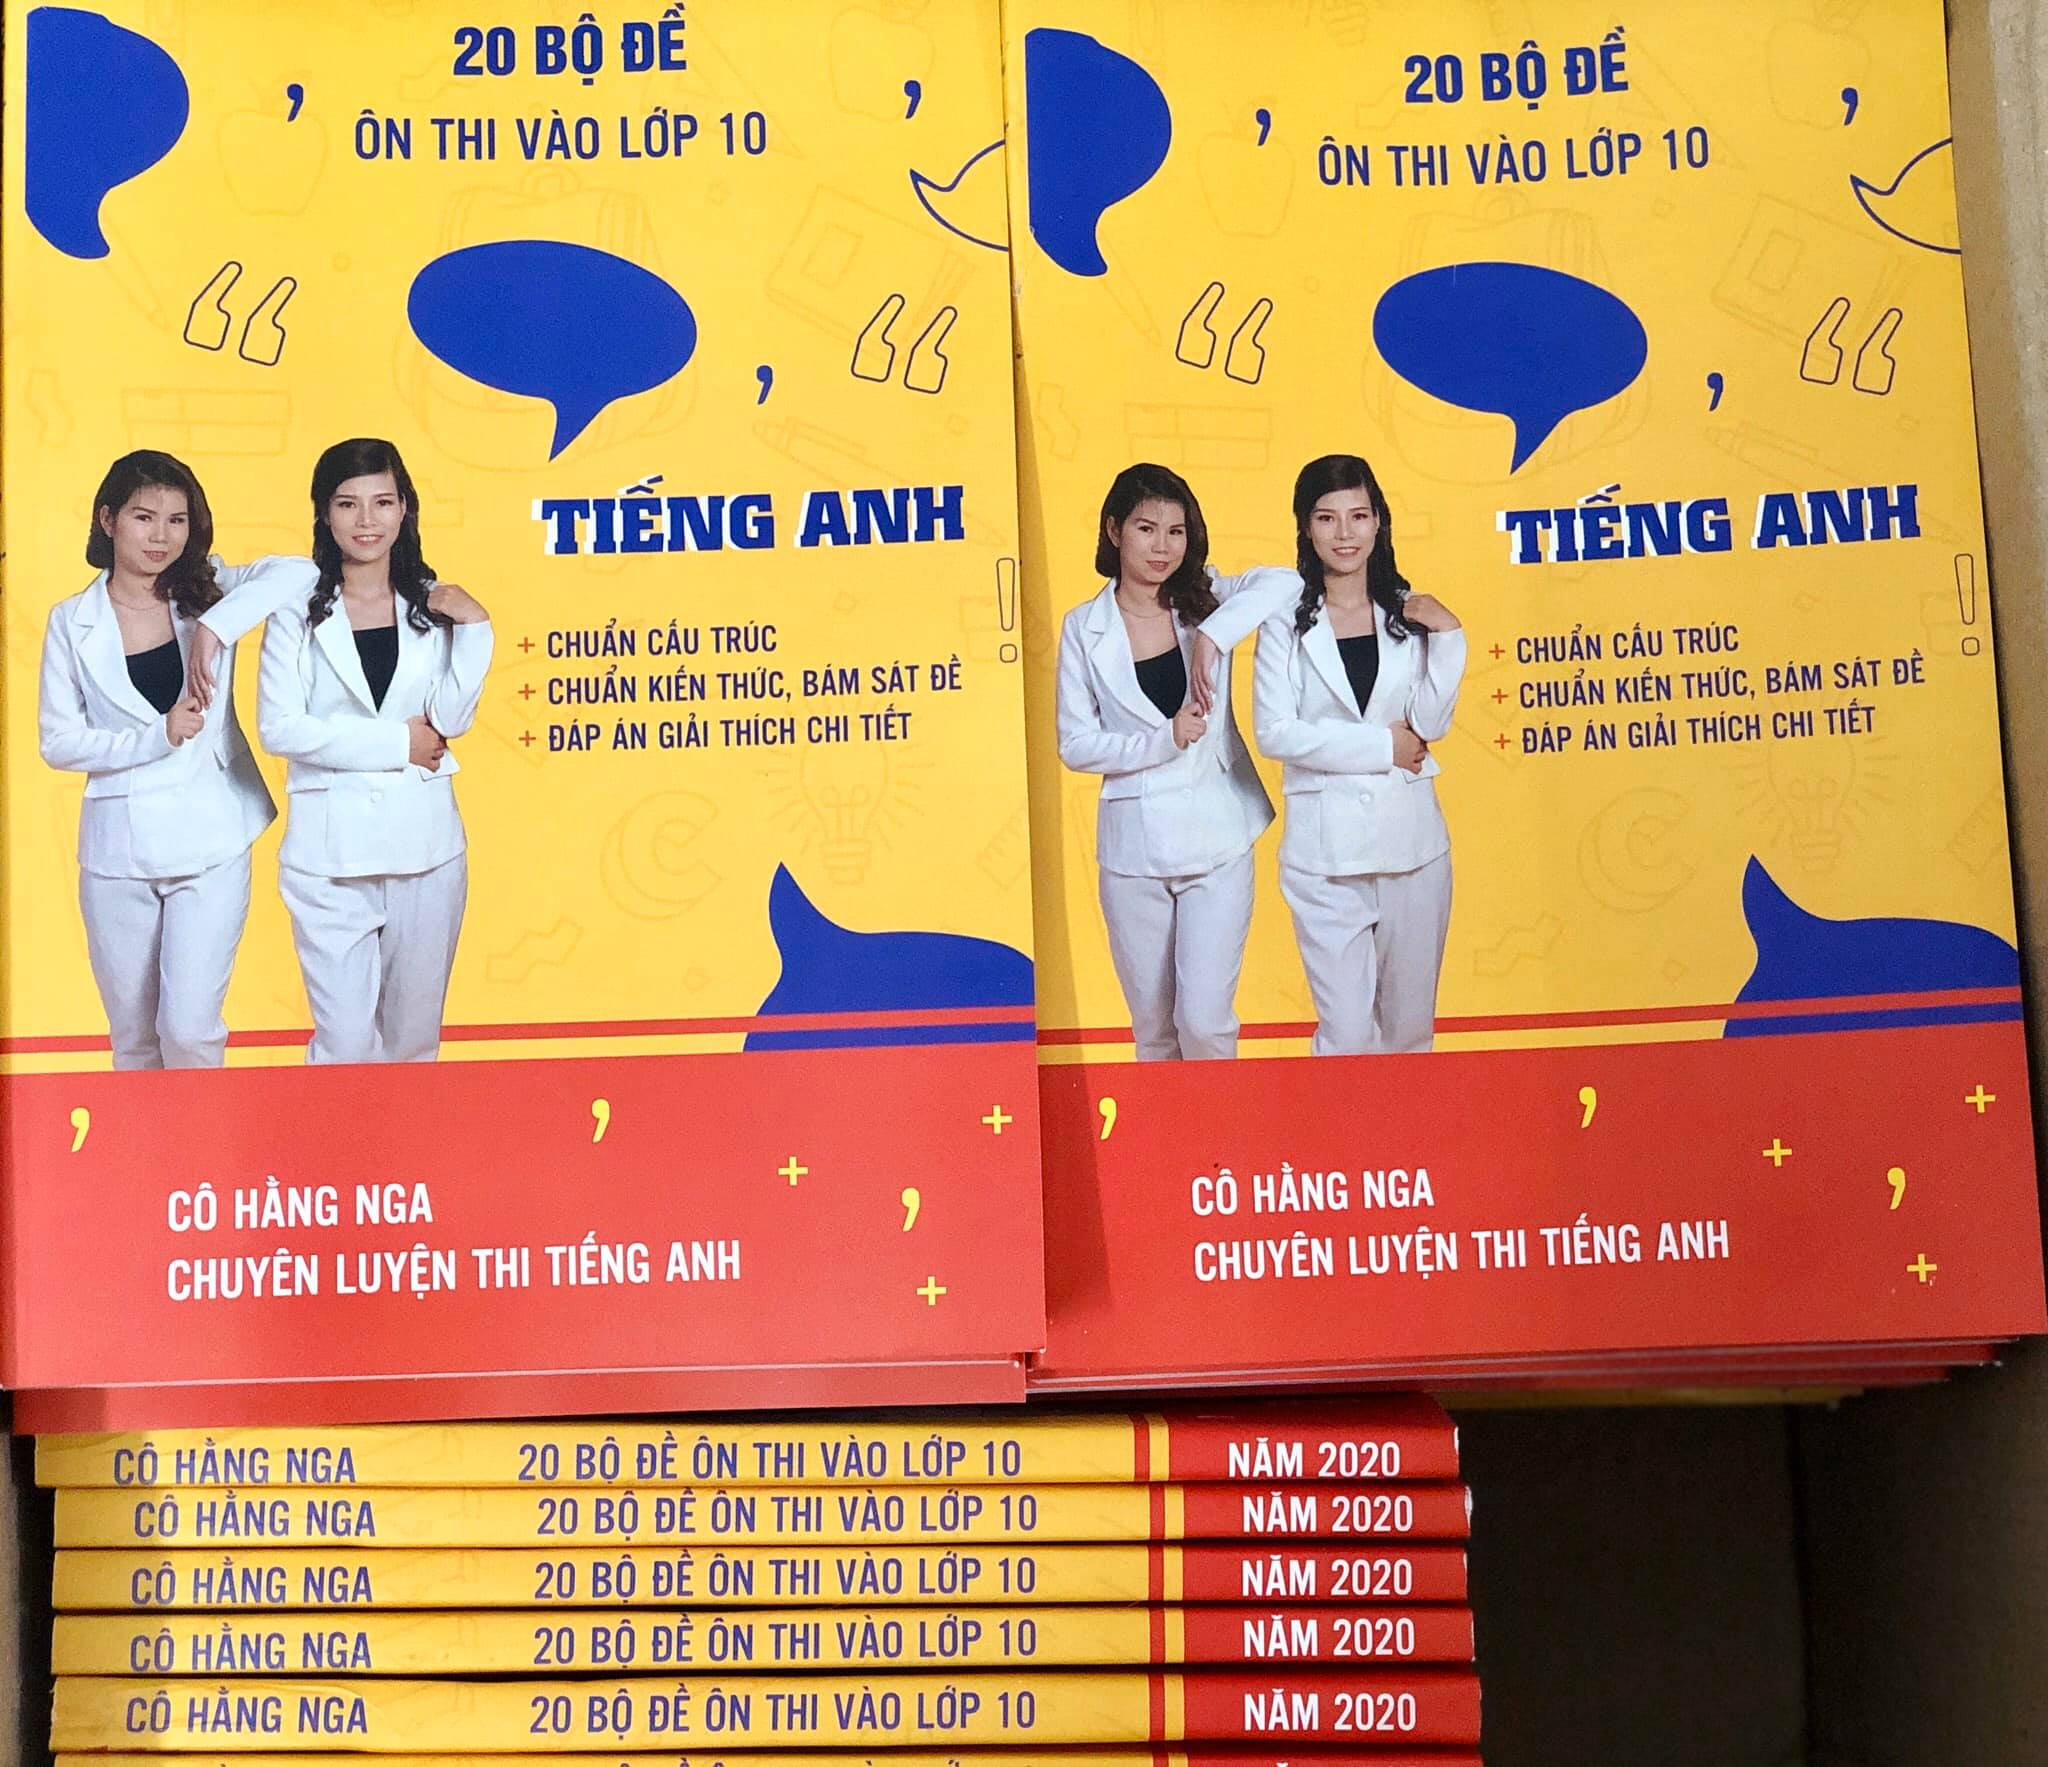 20 BỘ ĐỀ
ÔN THI VÀO LỚP 10
TIẾNG ANH
+ CHUẨN CẤU TRÚC
+ CHUẨN KIẾN THỨC, BÁM SÁT ĐỀ
+ ĐÁP ÁN GIẢI THÍCH CHI TIẾT
CÔ HẰNG NGA
CHUYÊN LUYỆN THI TIẾNG ANH
20 BỘ ĐỀ
ÔN THI VÀO LỚP 10
TIẾNG ANH
+ CHUẨN CẤU TRÚC
+ CHUẨN KIẾN THỨC, BÁM SÁT ĐỀ
+ ĐÁP ÁN GIẢI THÍCH CHI TIẾT
CÔ HẰNG NGA
CHUYÊN LUYỆN THI TIẾNG ANH
CÔ HẰNG NGA 20 BỘ ĐỀ ÔN THI VÀO LỚP 10 NĂM 2020
CÔ HẰNG NGA 20 BỘ ĐỀ ÔN THI VÀO LỚP 10 NĂM 2020
CÔ HẰNG NGA 20 BỘ ĐỀ ÔN THI VÀO LỚP 10 NĂM 2020
CÔ HẰNG NGA 20 BỘ ĐỀ ÔN THI VÀO LỚP 10 NĂM 2020
CÔ HẰNG NGA 20 BỘ ĐỀ ÔN THI VÀO LỚP 10 NĂM 2020